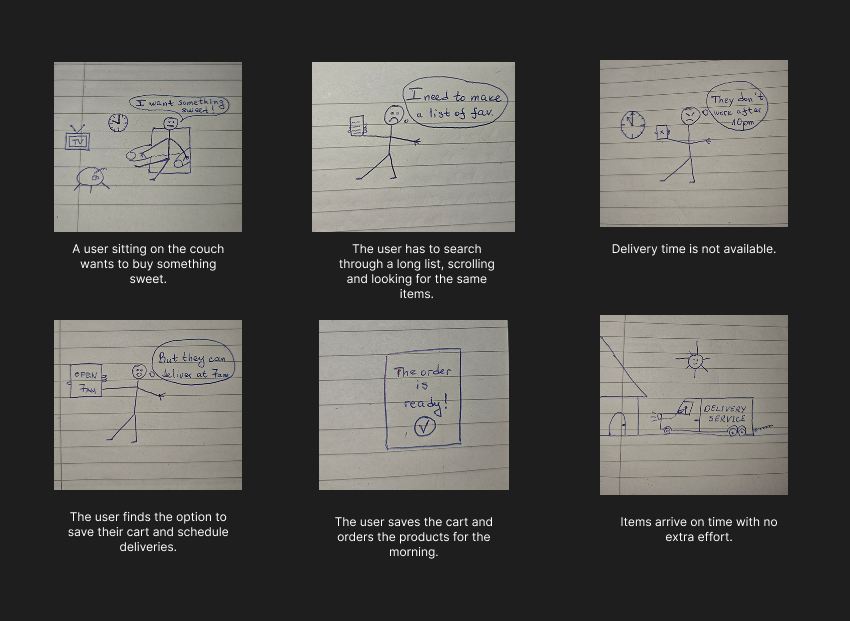 I want something
sweet!
TV
A user sitting on the couch
wants to buy something
sweet.
I need to make
a list of fav.
The user has to search
through a long list, scrolling
and looking for the same
items.
They don't
work after
10pm
x
Delivery time is not available.
But they can
deliver at 7am
OPEN
7AM
The user finds the option to
save their cart and schedule
deliveries.
The order
is
ready!
The user saves the cart and
orders the products for the
morning.
DELIVERY
SERVICE
Items arrive on time with no
extra effort.